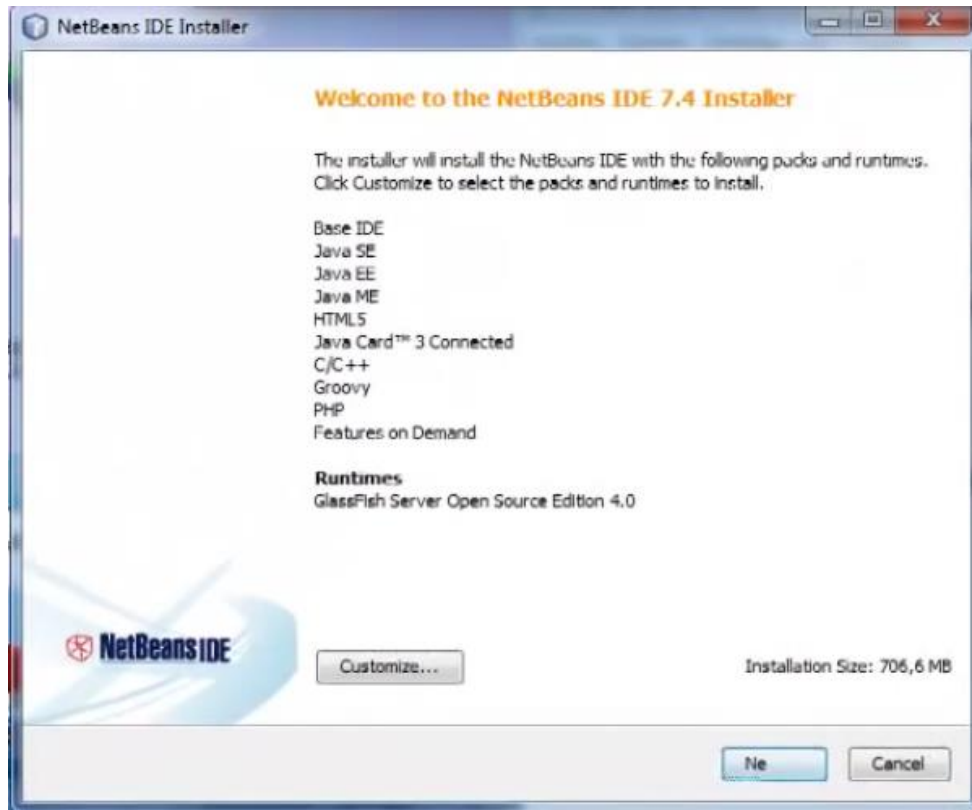 NetBeans IDE Installer
Welcome to the NetBeans IDE 7.4 Installer
The installer will install the NetBeans IDE with the following packs and runtimes.
Click Customize to select the packs and runtimes to install.
Base IDE
Java SE
Java EE
Java ME
HTML5
Java Card™ 3 Connected
C/C++
Groovy
PHP
Features on Demand
Runtimes
GlassFish Server Open Source Edition 4.0
NetBeans IDE
Customize...
Installation Size: 706,6 MB
Ne
Cancel